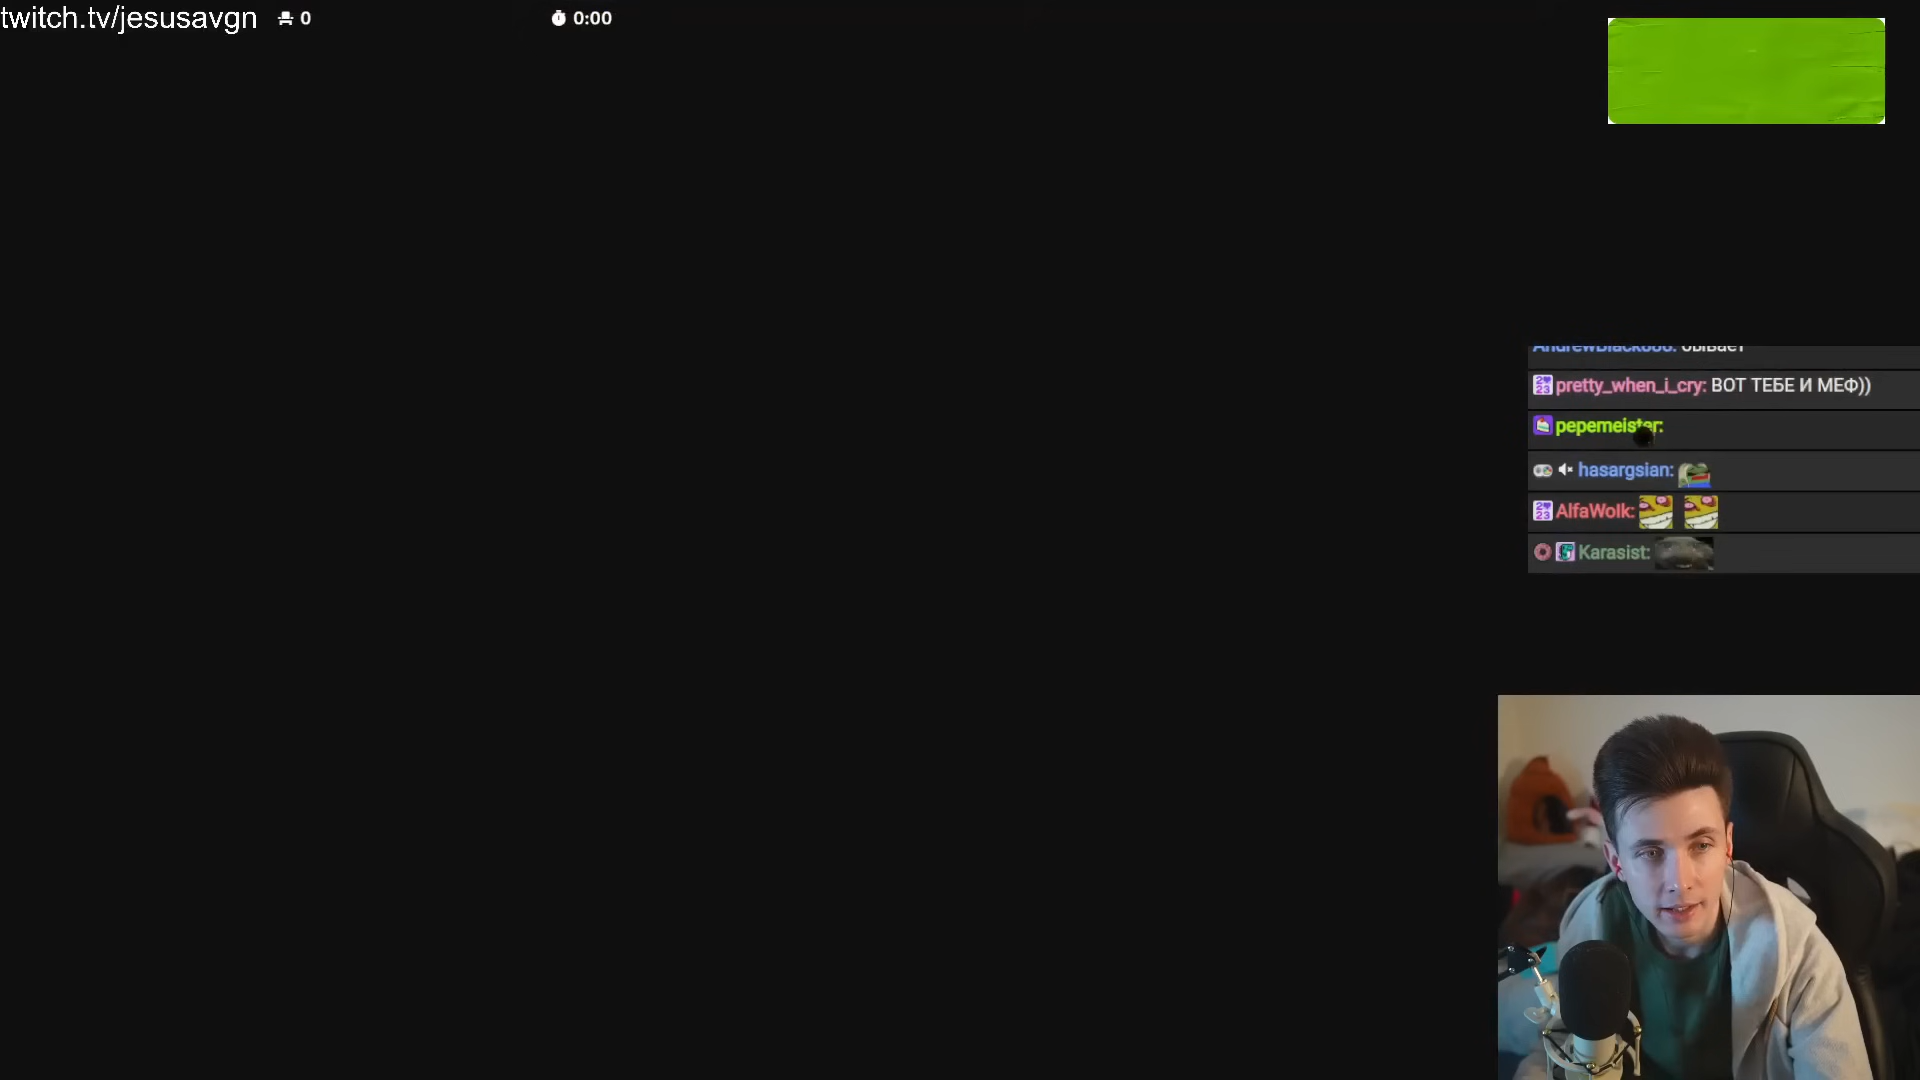 twitch.tv/jesusavgn 0 0:00
pretty_when_i_cry: ВОТ ТЕБЕ И МЕФ))
pepemeister:
hasargsian:
AlfaWolk:
Karasist: